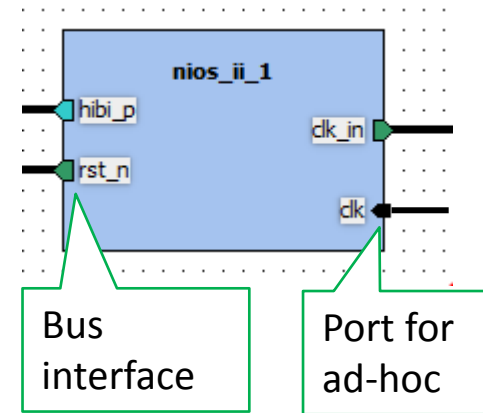 nios_ii_1
hibi_p
clk_in
rst_n
clk
Bus
interface
Port for
ad-hoc